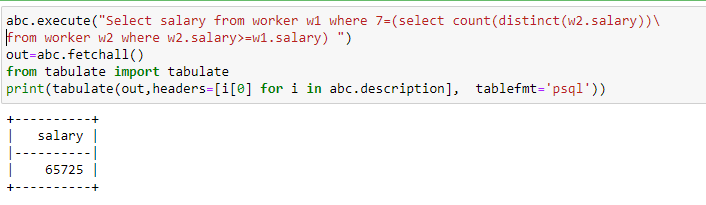 abc.execute("Select salary from worker w1 where 7=(select count(distinct(w2.salary))\
from worker w2 where w2.salary>=w1.salary) ")
out=abc.fetchall()
from tabulate import tabulate
print(tabulate(out,headers=[i[0] for i in abc.description],  tablefmt='psql'))
+----------+
|   salary |
|----------|
|    65725 |
+----------+